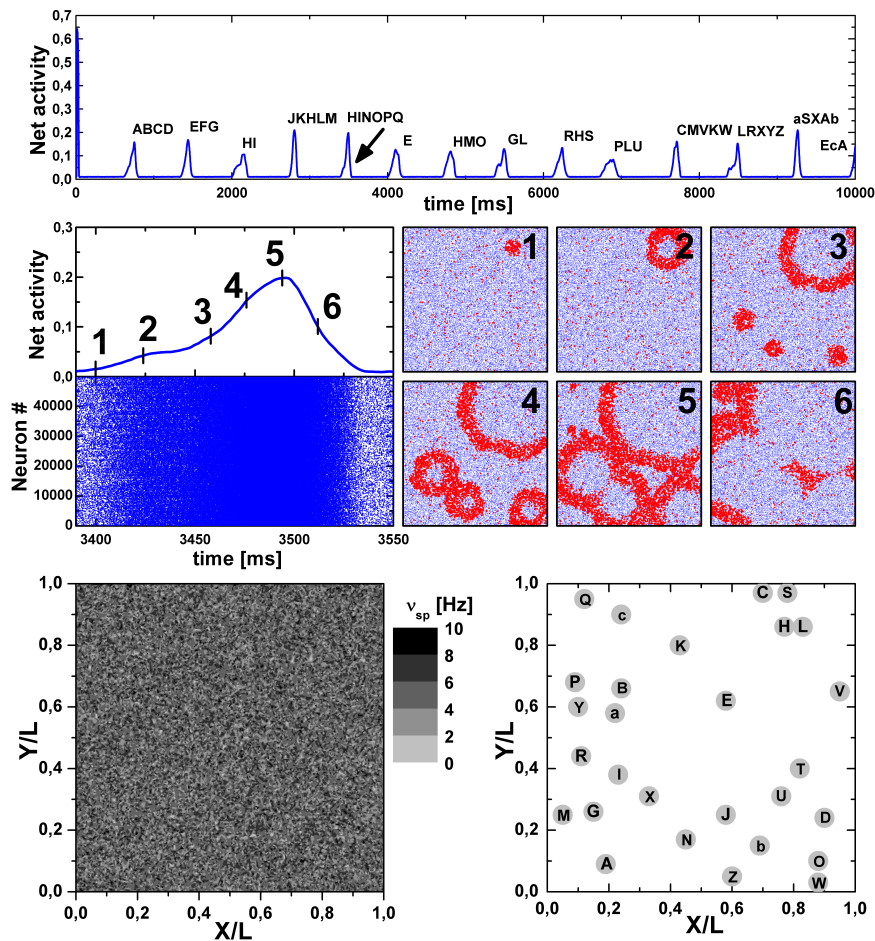 0,7
0,6
0,5
0,4
0,3
0,2
0,1
0,0
Net activity
ABCD
EFG
HI
JKHLM
HINOPQ
E
HMO
GL
RHS
PLU
CMVKW
LRXYZ
aSXAb
EcA
0 2000 4000 6000 8000 10000
time [ms]
0,3
0,2
0,1
0,0
Net activity
1 2 3 4 5 6
40000
30000
20000
10000
0
Neuron #
3400 3450 3500 3550
time [ms]
1 2 3
4 5 6
1,0
0,8
0,6
0,4
0,2
0,0
Y/L
0,0 0,2 0,4 0,6 0,8 1,0
X/L
νsp [Hz]
10
8
6
4
2
0
1,0
0,8
0,6
0,4
0,2
0,0
Y/L
Q c C S
H L
K
P B E V
Y a
R I T
X U
M G J D
N b
A O
Z W
0,0 0,2 0,4 0,6 0,8 1,0
X/L